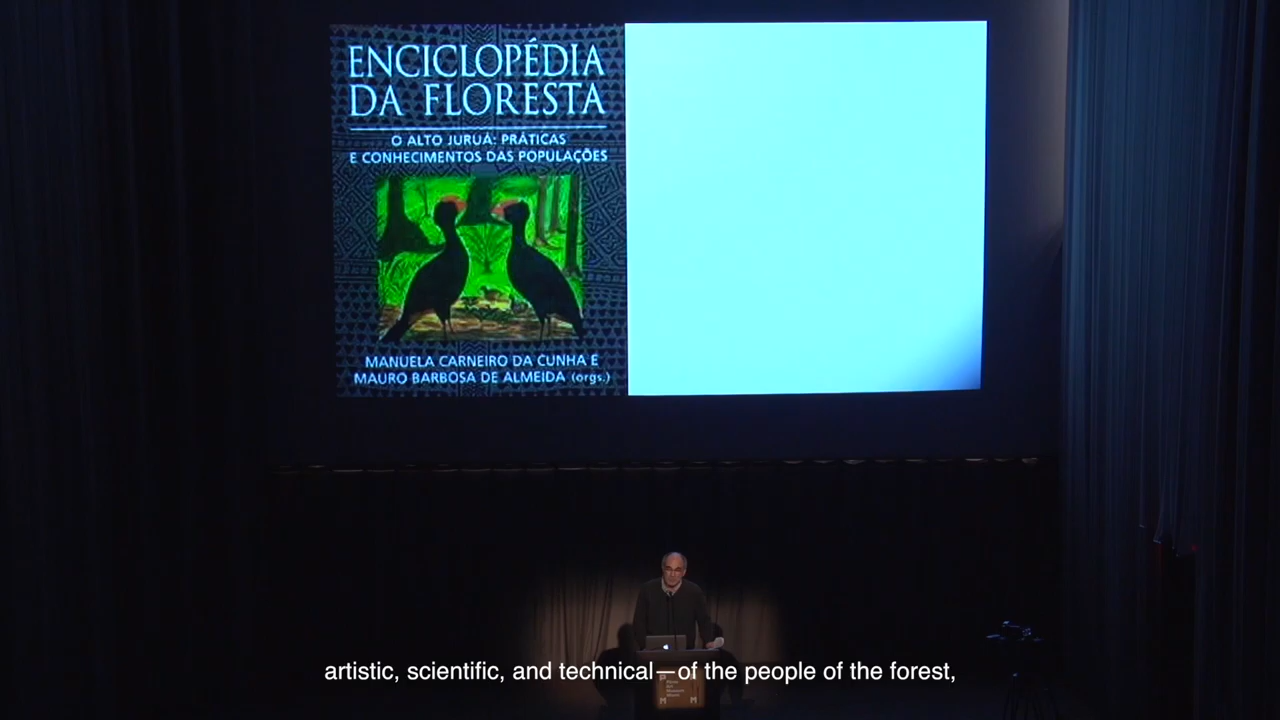 ENCICLOPÉDIA
DA FLORESTA
O ALTO JURUÁ: PRÁTICAS
E CONHECIMENTOS DAS POPULAÇÕES
MANUELA CARNEIRO DA CUNHA E
MAURO BARBOSA DE ALMEIDA (orgs.)
artistic, scientific, and technical—of the people of the forest,